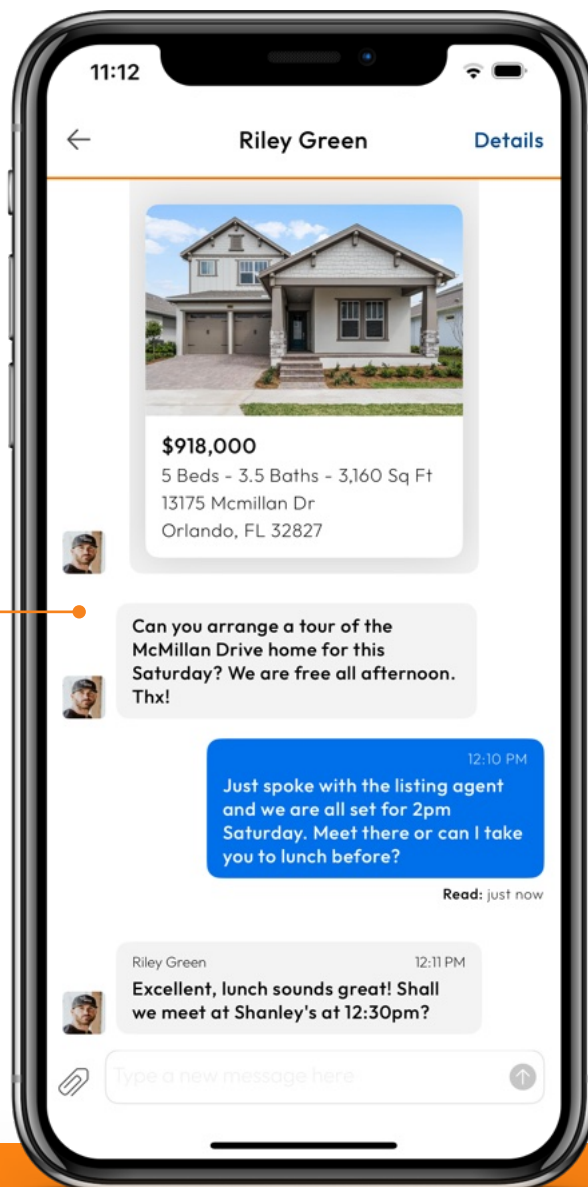 11:12
Riley Green
Details
$918,000
5 Beds - 3.5 Baths - 3,160 Sq Ft
13175 Mcmillan Dr
Orlando, FL 32827
Can you arrange a tour of the
McMillan Drive home for this
Saturday? We are free all afternoon.
Thx!
12:10 PM
Just spoke with the listing agent
and we are all set for 2pm
Saturday. Meet there or can I take
you to lunch before?
Read: just now
Riley Green
12:11 PM
Excellent, lunch sounds great! Shall
we meet at Shanley's at 12:30pm?
Type a new message here